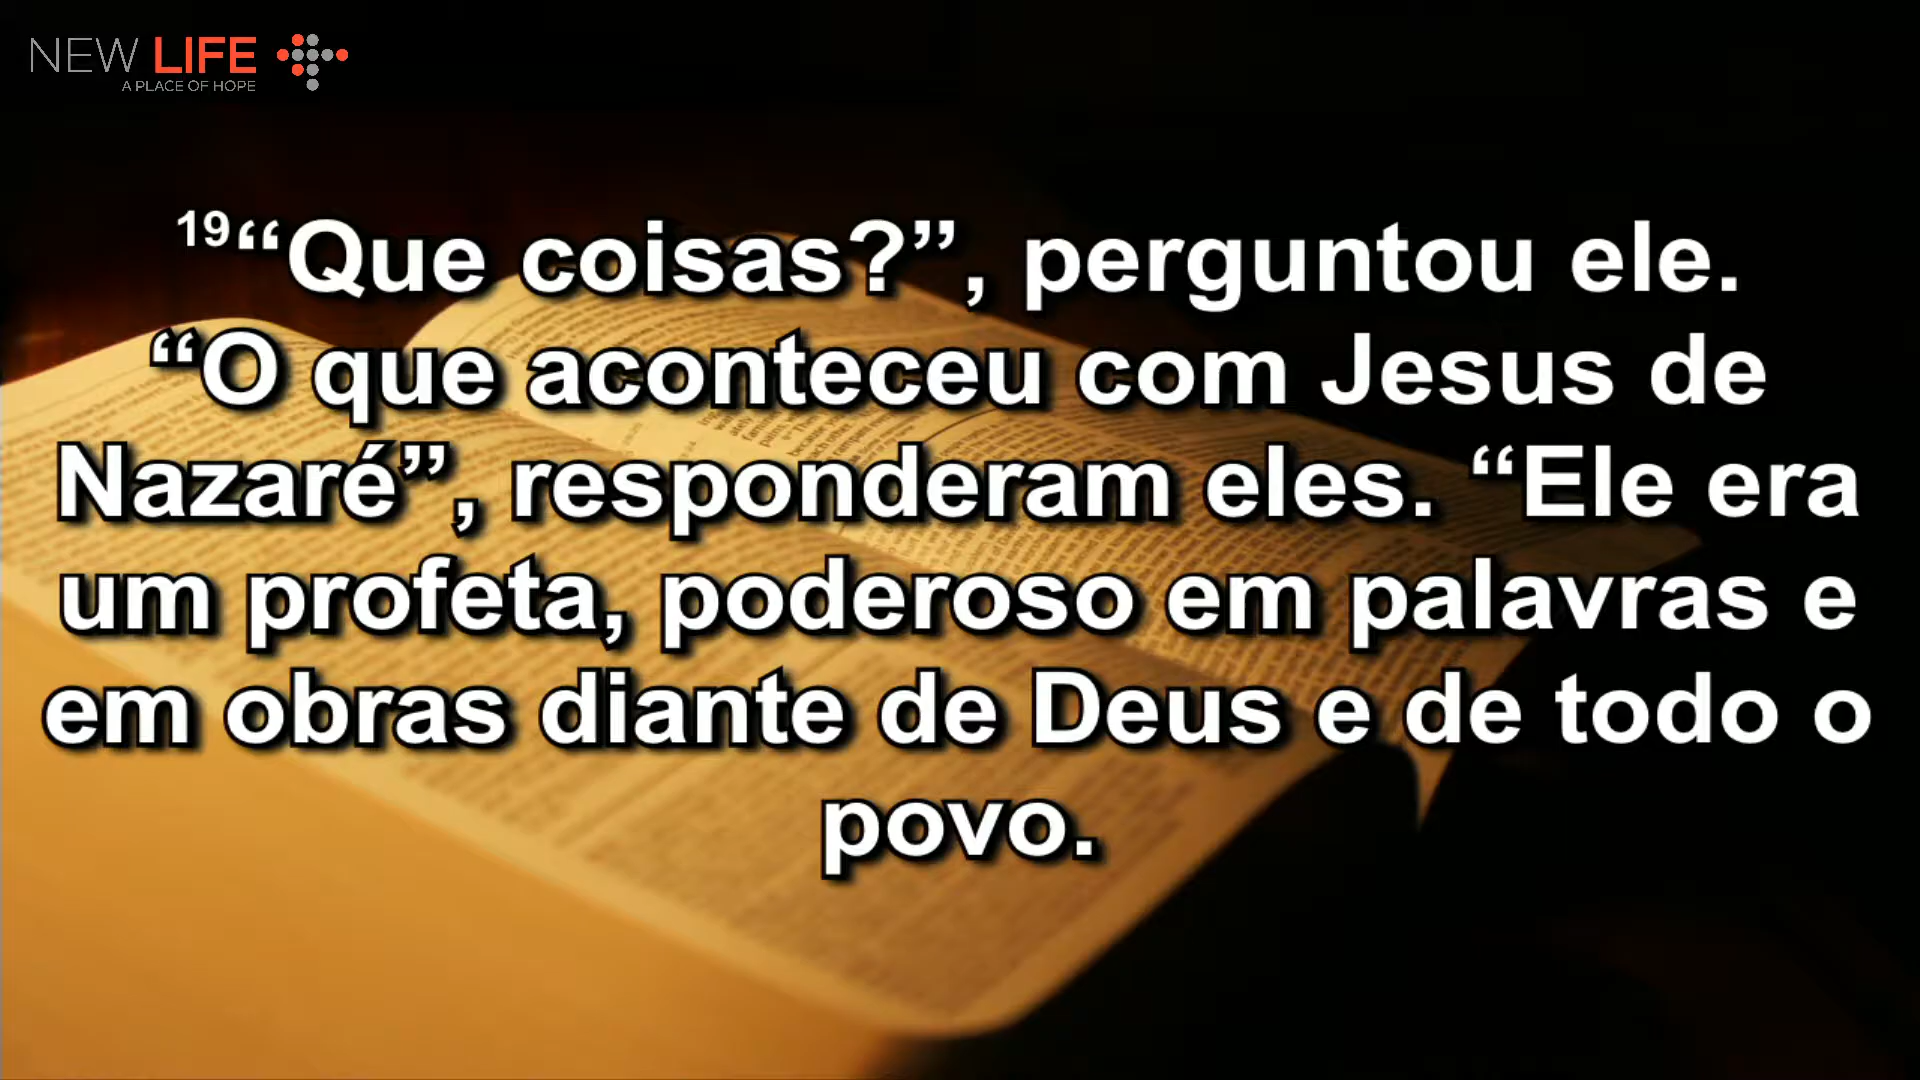 NEW LIFE
A PLACE OF HOPE
19“Que coisas?”, perguntou ele.
“O que aconteceu com Jesus de
Nazaré”, responderam eles. “Ele era
um profeta, poderoso em palavras e
em obras diante de Deus e de todo o
povo.